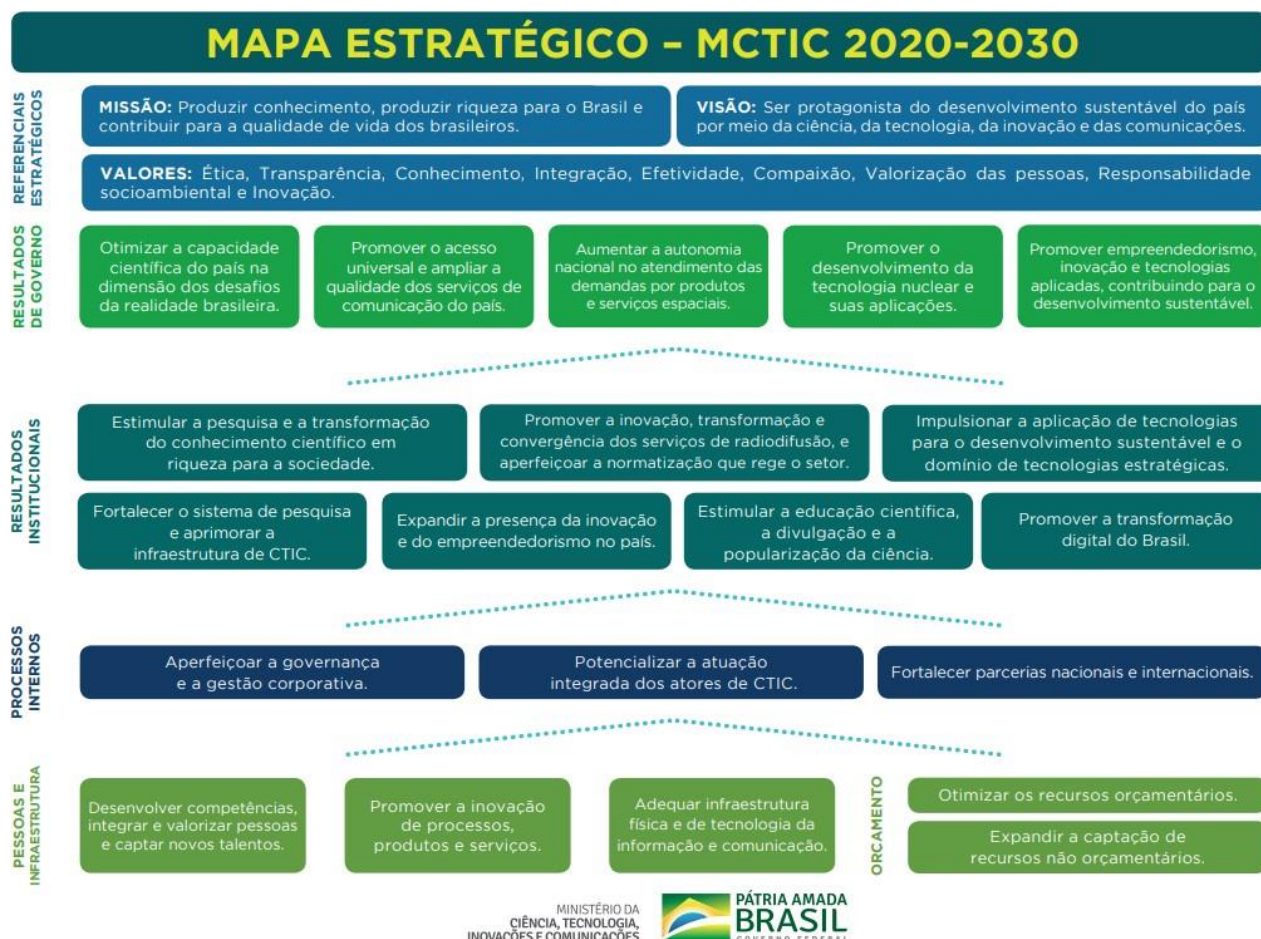 MAPA ESTRATÉGICO – MCTIC 2020-2030
REFERENCIAIS
ESTRATÉGICOS
MISSÃO: Produzir conhecimento, produzir riqueza para o Brasil e
contribuir para a qualidade de vida dos brasileiros.
VISÃO: Ser protagonista do desenvolvimento sustentável do país
por meio da ciência, da tecnologia, da inovação e das comunicações.
VALORES: Ética, Transparência, Conhecimento, Integração, Efetividade, Compaixão, Valorização das pessoas, Responsabilidade
socioambiental e Inovação.
RESULTADOS
DE GOVERNO
Otimizar a capacidade
científica do país na
dimensão dos desafios
da realidade brasileira.
Promover o acesso
universal e ampliar a
qualidade dos serviços de
comunicação do país.
Aumentar a autonomia
nacional no atendimento das
demandas por produtos
e serviços espaciais.
Promover o
desenvolvimento da
tecnologia nuclear e
suas aplicações.
Promover empreendedorismo,
inovação e tecnologias
aplicadas, contribuindo para o
desenvolvimento sustentável.
RESULTADOS
INSTITUCIONAIS
Estimular a pesquisa e a transformação
do conhecimento científico em
riqueza para a sociedade.
Promover a inovação, transformação e
convergência dos serviços de radiodifusão, e
aperfeiçoar a normatização que rege o setor.
Impulsionar a aplicação de tecnologias
para o desenvolvimento sustentável e o
domínio de tecnologias estratégicas.
Fortalecer o sistema de pesquisa
e aprimorar a
infraestrutura de CTIC.
Expandir a presença da inovação
e do empreendedorismo no país.
Estimular a educação científica,
a divulgação e a
popularização da ciência.
Promover a transformação
digital do Brasil.
PROCESSOS
INTERNOS
Aperfeiçoar a governança
e a gestão corporativa.
Potencializar a atuação
integrada dos atores de CTIC.
Fortalecer parcerias nacionais e internacionais.
PESSOAS E
INFRAESTRUTURA
Desenvolver competências,
integrar e valorizar pessoas
e captar novos talentos.
Promover a inovação
de processos,
produtos e serviços.
Adequar infraestrutura
física e de tecnologia da
informação e comunicação.
ORÇAMENTO
Otimizar os recursos orçamentários.
Expandir a captação de
recursos não orçamentários.
MINISTÉRIO DA
CIÊNCIA, TECNOLOGIA,
INOVAÇÕES E COMUNICAÇÕES
PÁTRIA AMADA
BRASIL
GOVERNO FEDERAL